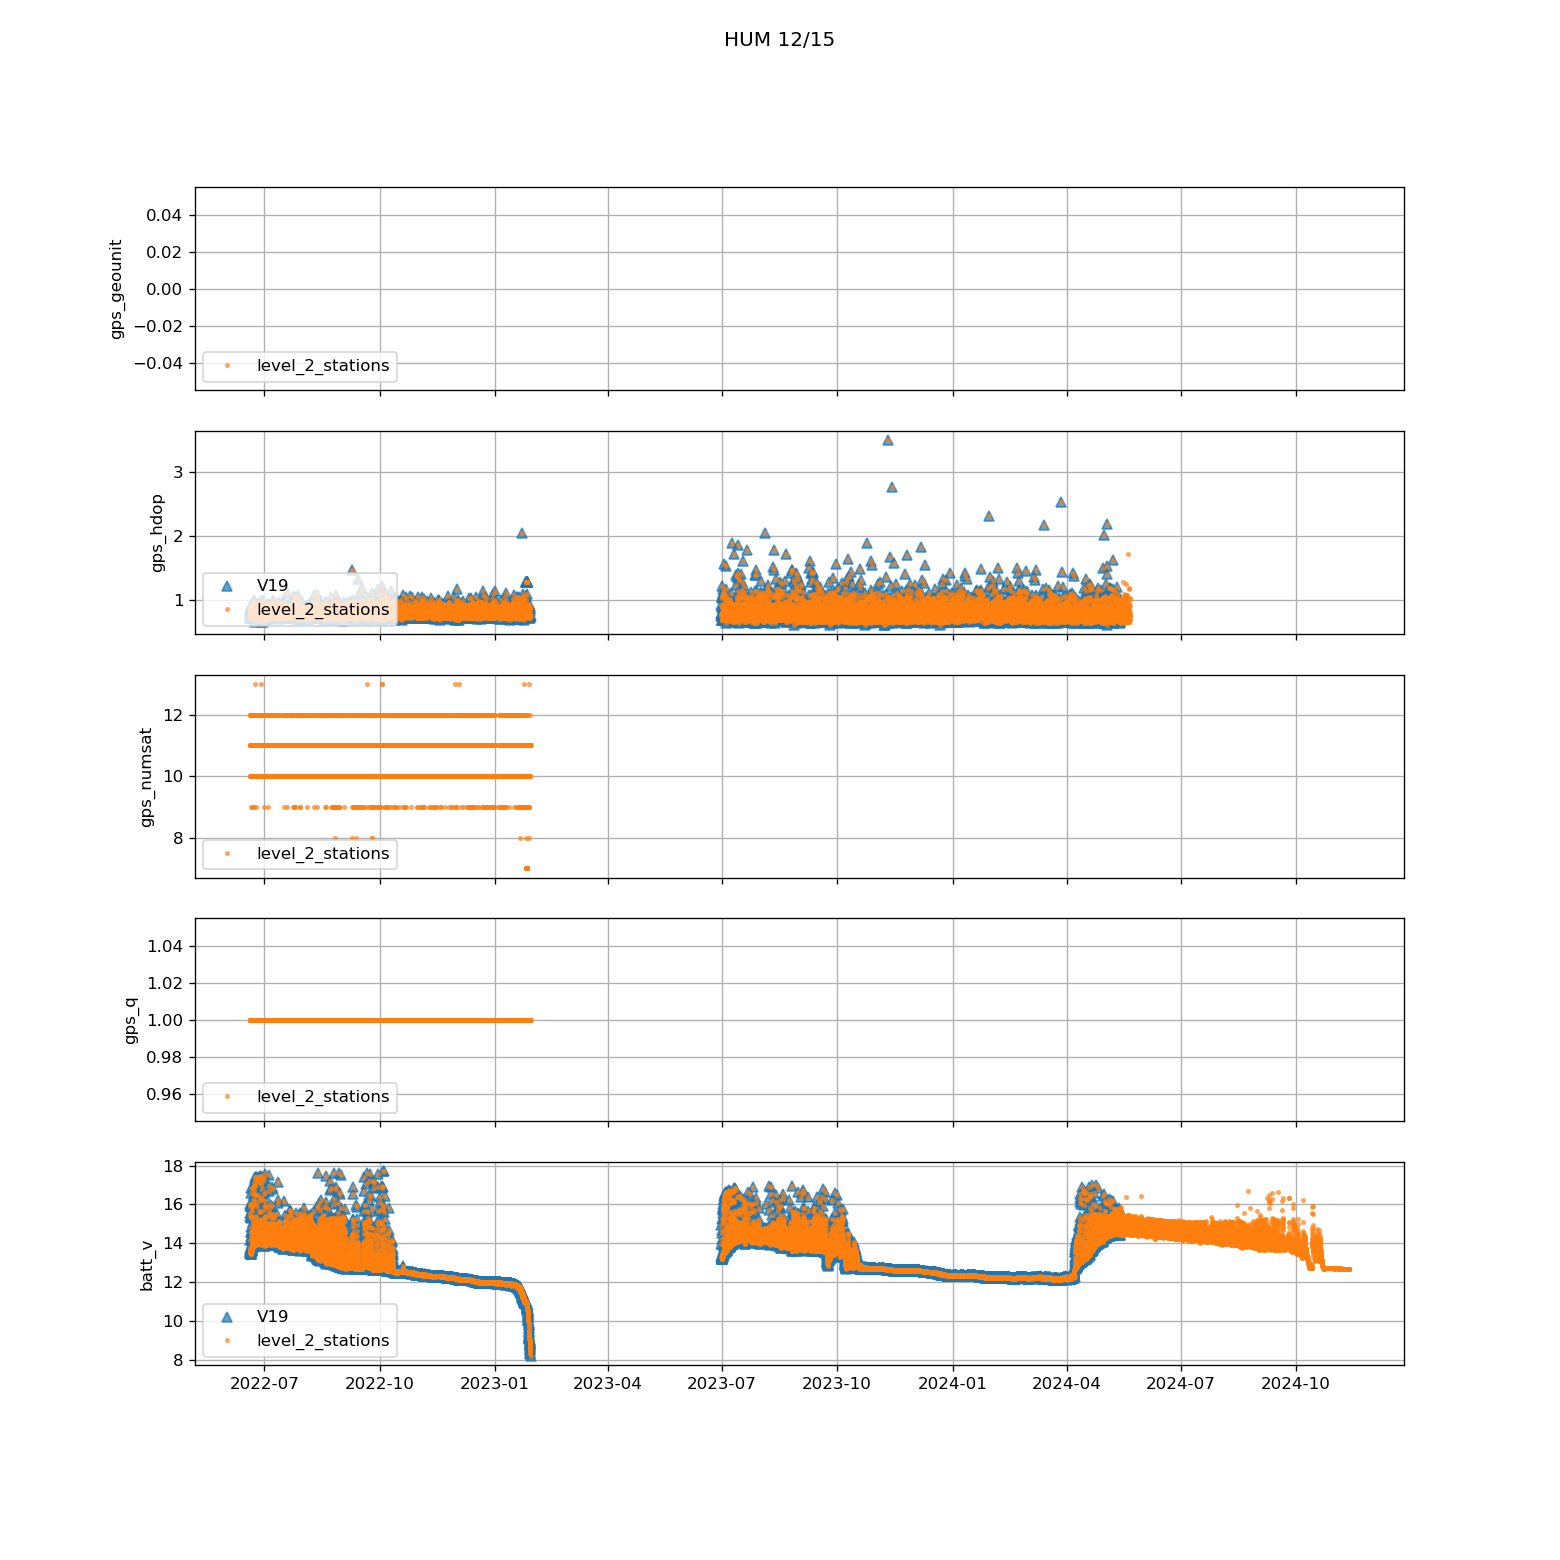 HUM 12/15
gps_geounit
0.04
0.02
0.00
−0.02
−0.04
level_2_stations
gps_hdop
3
2
1
V19
level_2_stations
gps_numsat
12
10
8
level_2_stations
gps_q
1.04
1.02
1.00
0.98
0.96
level_2_stations
batt_v
18
16
14
12
10
8
V19
level_2_stations
2022-07 2022-10 2023-01 2023-04 2023-07 2023-10 2024-01 2024-04 2024-07 2024-10